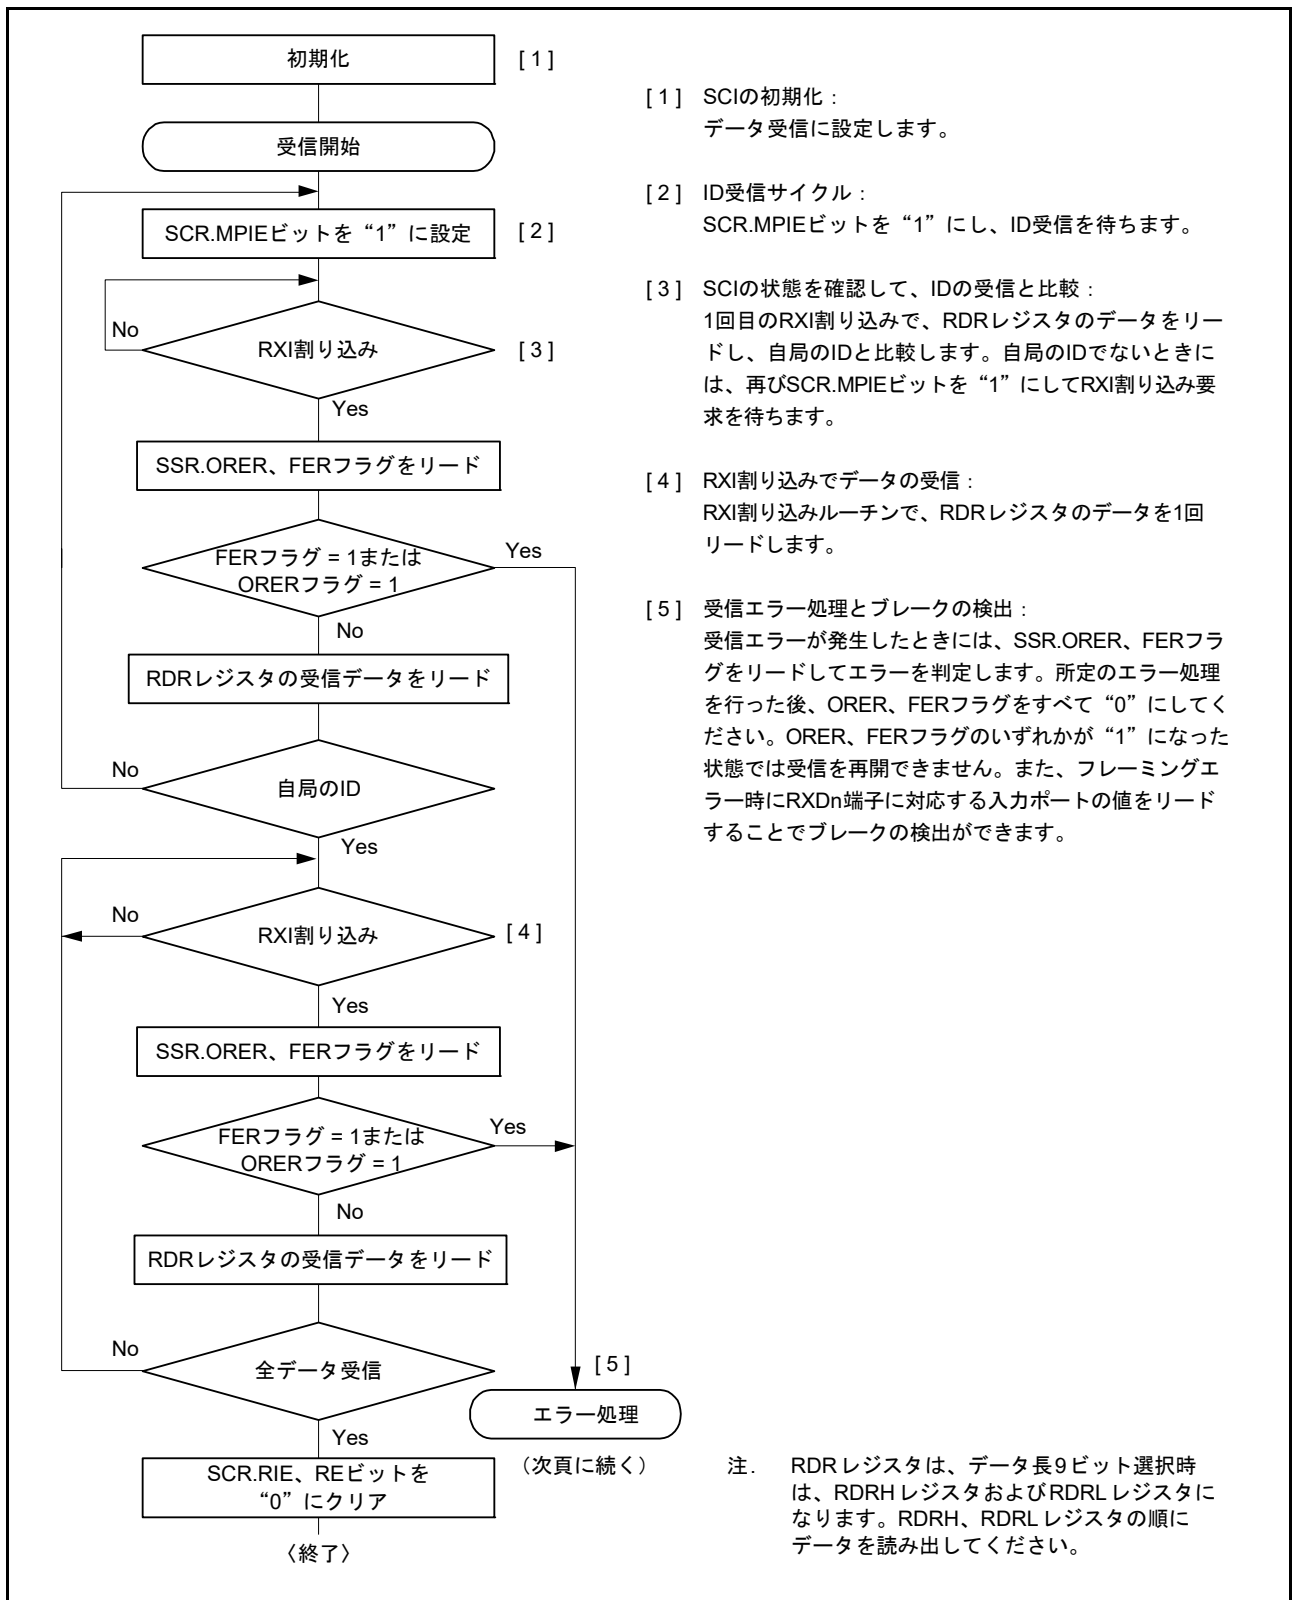 初期化
[ 1 ]
受信開始
SCR.MPIEビットを“1”に設定
[ 2 ]
No
RXI割り込み
[ 3 ]
Yes
SSR.ORER、FERフラグをリード
FERフラグ = 1または
ORERフラグ = 1
Yes
No
RDRレジスタの受信データをリード
No
自局のID
Yes
No
RXI割り込み
[ 4 ]
Yes
SSR.ORER、FERフラグをリード
FERフラグ = 1または
ORERフラグ = 1
Yes
No
RDRレジスタの受信データをリード
No
全データ受信
[ 5 ]
エラー処理
Yes
SCR.RIE、REビットを
“0”にクリア
（次頁に続く）
〈終了〉
[ 1 ] SCIの初期化：
データ受信に設定します。
[ 2 ] ID受信サイクル：
SCR.MPIEビットを“1”にし、ID受信を待ちます。
[ 3 ] SCIの状態を確認して、IDの受信と比較：
1回目のRXI割り込みで、RDRレジスタのデータをリー
ドし、自局のIDと比較します。自局のIDでないときに
は、再びSCR.MPIEビットを“1”にしてRXI割り込み要
求を待ちます。
[ 4 ] RXI割り込みでデータの受信：
RXI割り込みルーチンで、RDRレジスタのデータを1回
リードします。
[ 5 ] 受信エラー処理とブレークの検出：
受信エラーが発生したときには、SSR.ORER、FERフラ
グをリードしてエラーを判定します。所定のエラー処理
を行った後、ORER、FERフラグをすべて“0”にしてく
ださい。ORER、FERフラグのいずれかが“1”になった
状態では受信を再開できません。また、フレーミングエ
ラー時にRXDn端子に対応する入力ポートの値をリード
することでブレークの検出ができます。
注. RDRレジスタは、データ長9ビット選択時
は、RDRHレジスタおよびRDRLレジスタに
なります。RDRH、RDRLレジスタの順に
データを読み出してください。